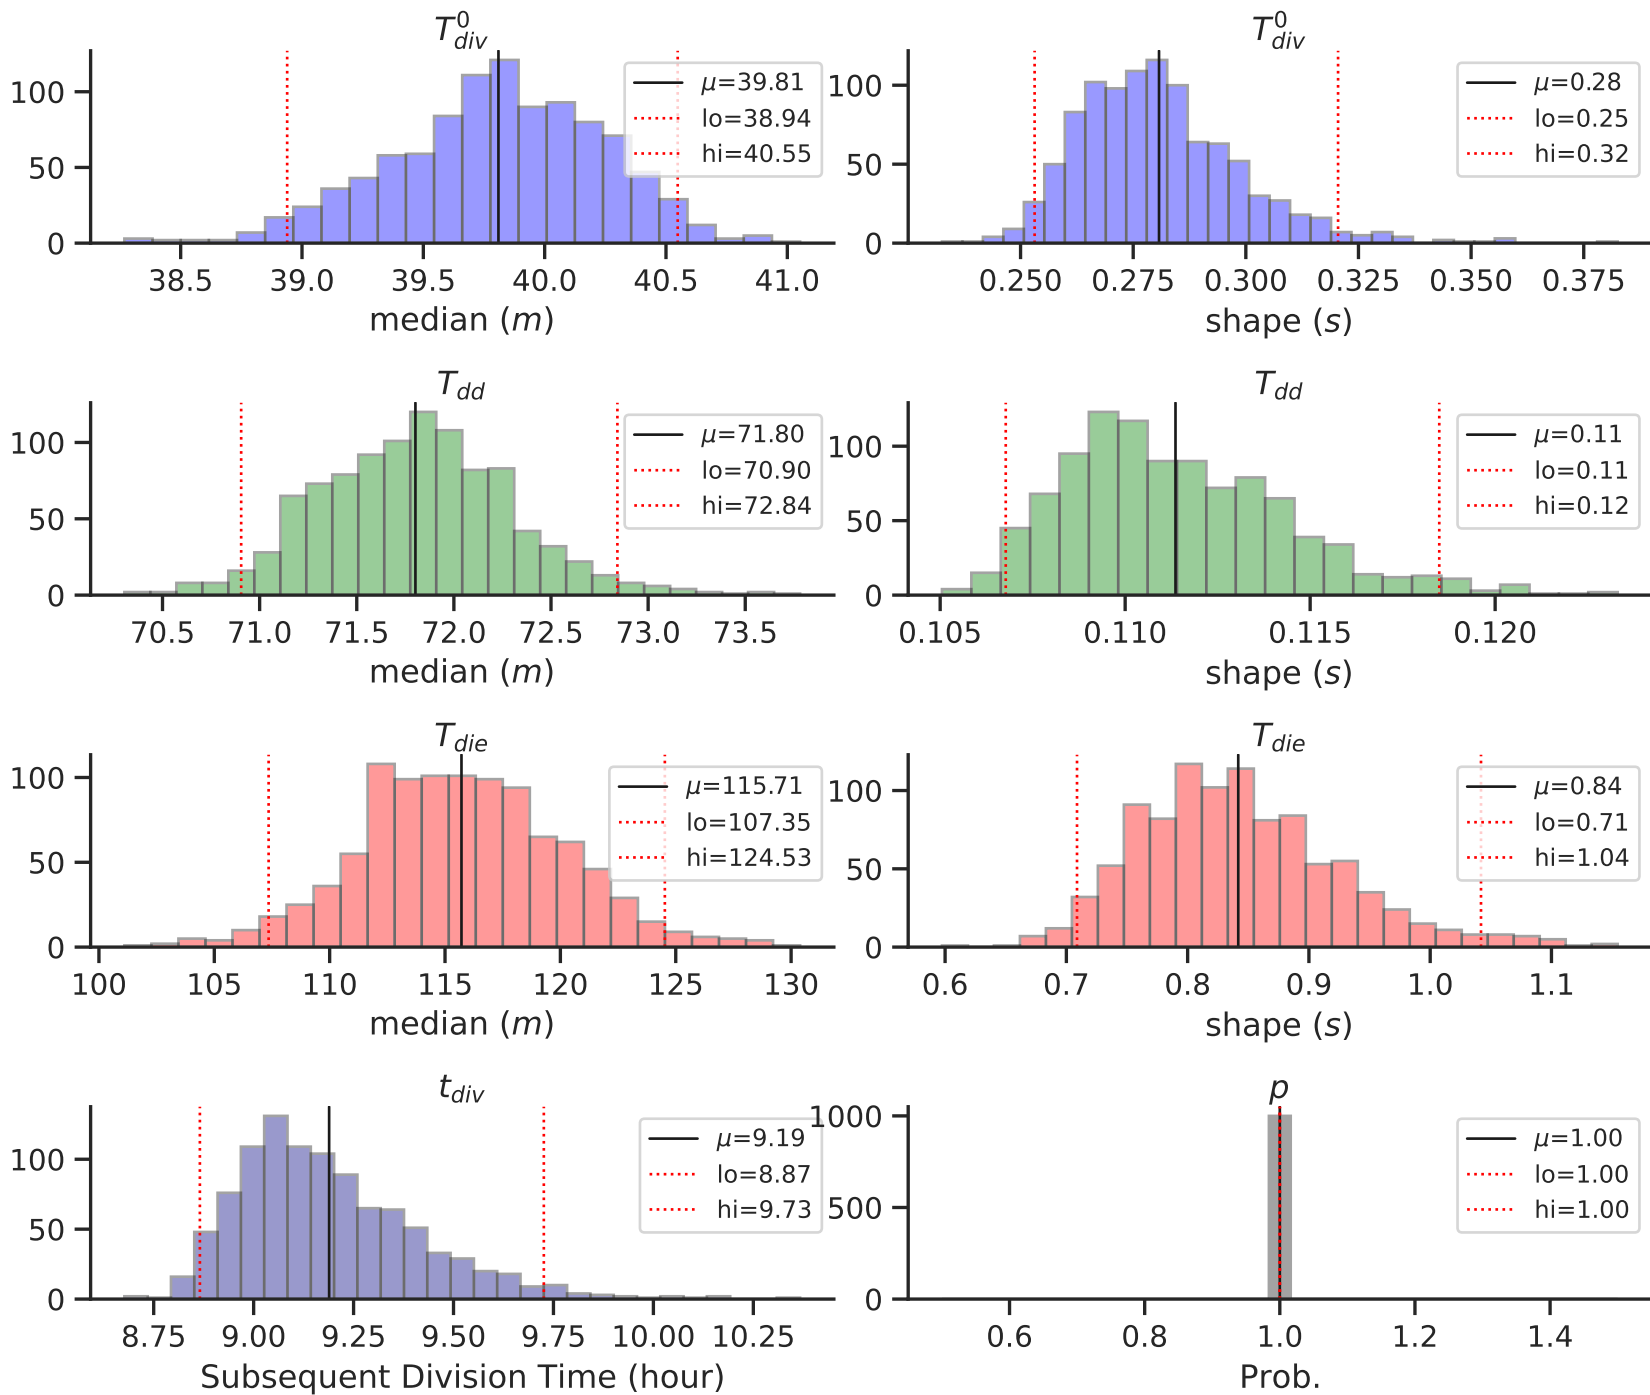 T⁰div
100
50
0
μ=39.81
lo=38.94
hi=40.55
38.5 39.0 39.5 40.0 40.5 41.0
median (m)
T⁰div
100
50
0
μ=0.28
lo=0.25
hi=0.32
0.250 0.275 0.300 0.325 0.350 0.375
shape (s)
Tdd
100
50
0
μ=71.80
lo=70.90
hi=72.84
70.5 71.0 71.5 72.0 72.5 73.0 73.5
median (m)
Tdd
100
50
0
μ=0.11
lo=0.11
hi=0.12
0.105 0.110 0.115 0.120
shape (s)
Tdie
100
50
0
μ=115.71
lo=107.35
hi=124.53
100 105 110 115 120 125 130
median (m)
Tdie
100
50
0
μ=0.84
lo=0.71
hi=1.04
0.6 0.7 0.8 0.9 1.0 1.1
shape (s)
tdiv
100
50
0
μ=9.19
lo=8.87
hi=9.73
8.75 9.00 9.25 9.50 9.75 10.00 10.25
Subsequent Division Time (hour)
p
1000
500
0
μ=1.00
lo=1.00
hi=1.00
0.6 0.8 1.0 1.2 1.4
Prob.